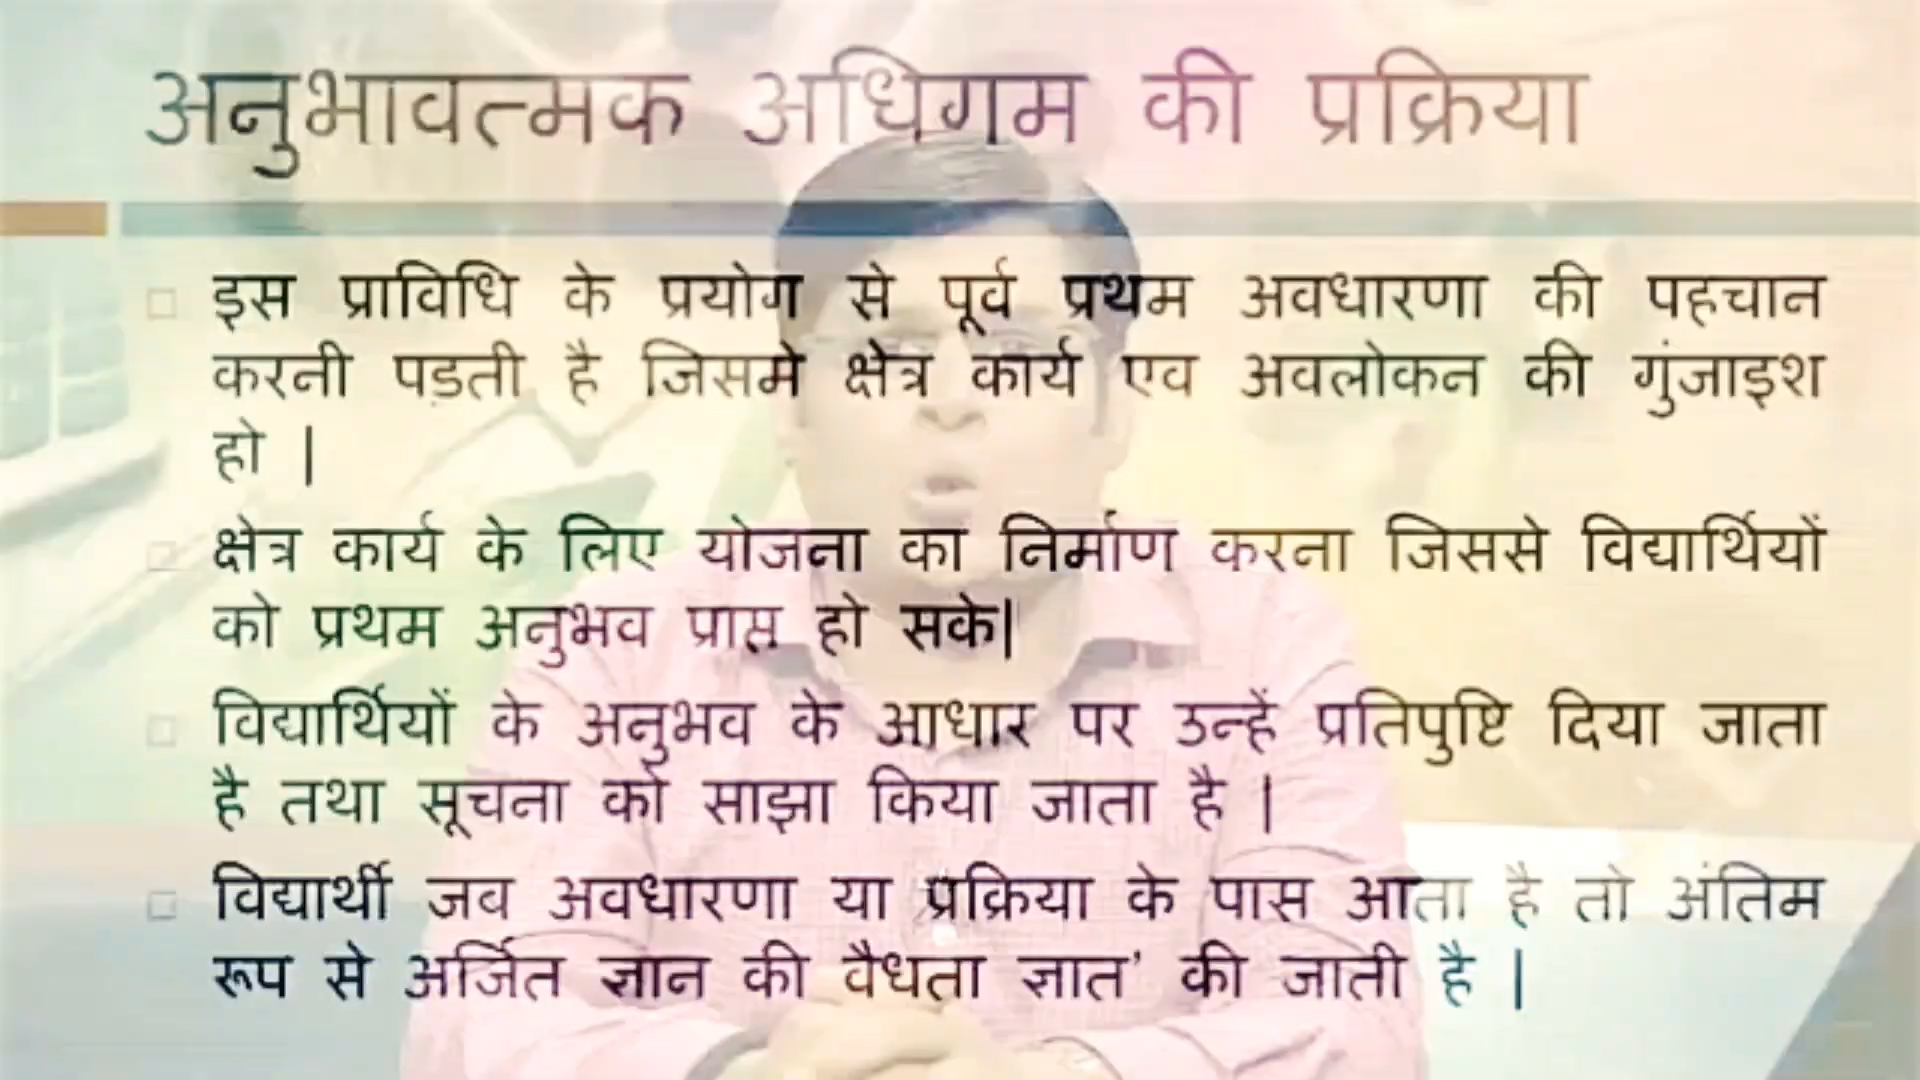 अनुभावत्मक अधिगम की प्रक्रिया
इस प्राविधि के प्रयोग से पूर्व प्रथम अवधारणा की पहचान
करनी पड़ती है जिसमे क्षेत्र कार्य एव अवलोकन की गुंजाइश
हो |
क्षेत्र कार्य के लिए योजना का निर्माण करना जिससे विद्यार्थियों
को प्रथम अनुभव प्राप्त हो सके|
विद्यार्थियों के अनुभव के आधार पर उन्हें प्रतिपुष्टि दिया जाता
है तथा सूचना को साझा किया जाता है |
विद्यार्थी जब अवधारणा या प्रक्रिया के पास आता है तो अंतिम
रूप से अर्जित ज्ञान की वैधता ज्ञात' की जाती है |